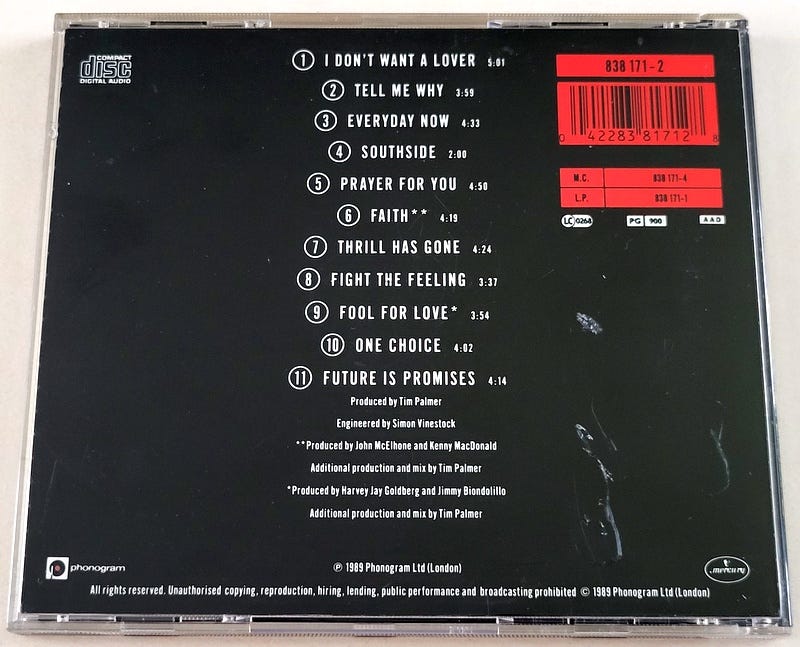 COMPACT
disc
DIGITAL AUDIO
1 I DON'T WANT A LOVER 5:01
2 TELL ME WHY 3:59
3 EVERYDAY NOW 4:33
4 SOUTHSIDE 2:00
5 PRAYER FOR YOU 4:50
6 FAITH** 4:19
7 THRILL HAS GONE 4:24
8 FIGHT THE FEELING 3:37
9 FOOL FOR LOVE* 3:54
10 ONE CHOICE 4:02
11 FUTURE IS PROMISES 4:14
Produced by Tim Palmer
Engineered by Simon Vinestock
**Produced by John McElhone and Kenny MacDonald
Additional production and mix by Tim Palmer
*Produced by Harvey Jay Goldberg and Jimmy Biondolillo
Additional production and mix by Tim Palmer
838 171-2
0 42283 81712 8
M.C. 838 171-4
L.P. 838 171-1
LC 0268 PG 900 AAD
phonogram
℗ 1989 Phonogram Ltd (London)
mercury
All rights reserved. Unauthorised copying, reproduction, hiring, lending, public performance and broadcasting prohibited © 1989 Phonogram Ltd (London)